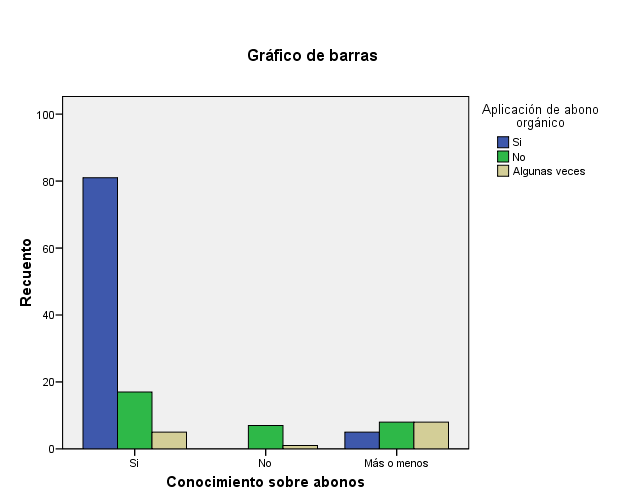 Gráfico de barras
Aplicación de abono
orgánico
Si
No
Algunas veces
Recuento
100
80
60
40
20
0
Si
No
Más o menos
Conocimiento sobre abonos